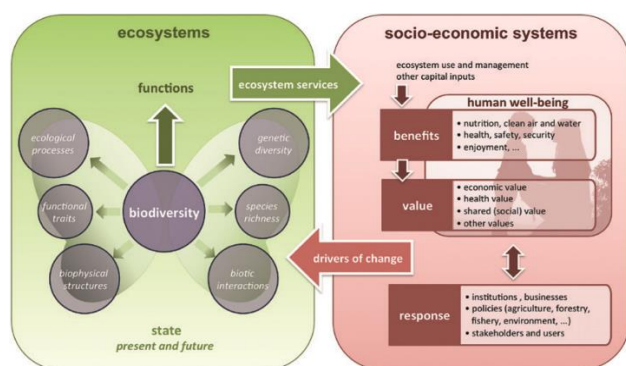 ecosystems
functions
ecological
processes
genetic
diversity
functional
traits
biodiversity
species
richness
biophysical
structures
biotic
interactions
state
present and future
ecosystem services
drivers of change
socio-economic systems
ecosystem use and management
other capital inputs
human well-being
benefits
• nutrition, clean air and water
• health, safety, security
• enjoyment, ...
value
• economic value
• health value
• shared (social) value
• other values
response
• institutions , businesses
• policies (agriculture, forestry,
fishery, environment, ...)
• stakeholders and users